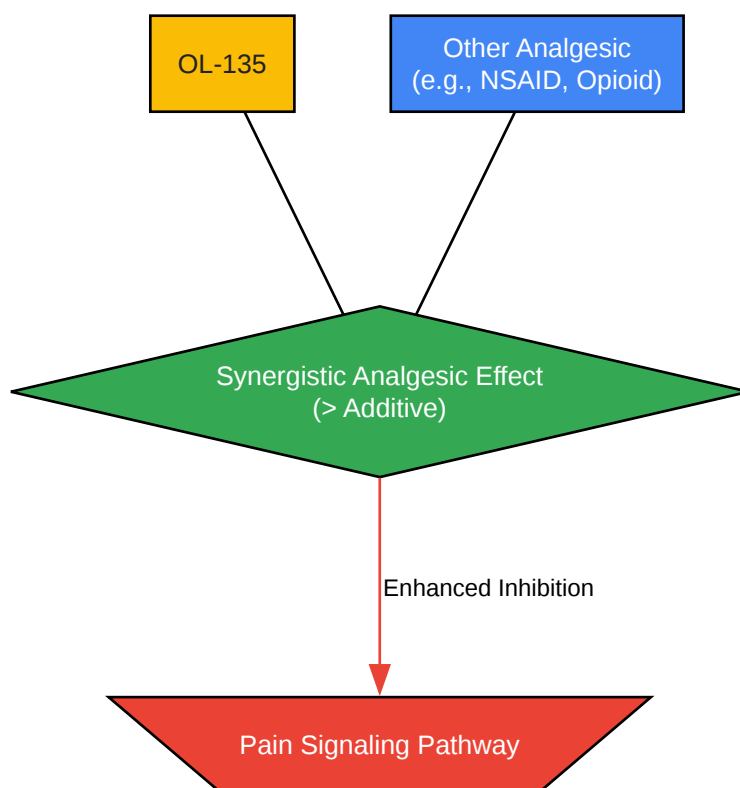 OL-135
Other Analgesic
(e.g., NSAID, Opioid)
Synergistic Analgesic Effect
(> Additive)
Enhanced Inhibition
Pain Signaling Pathway